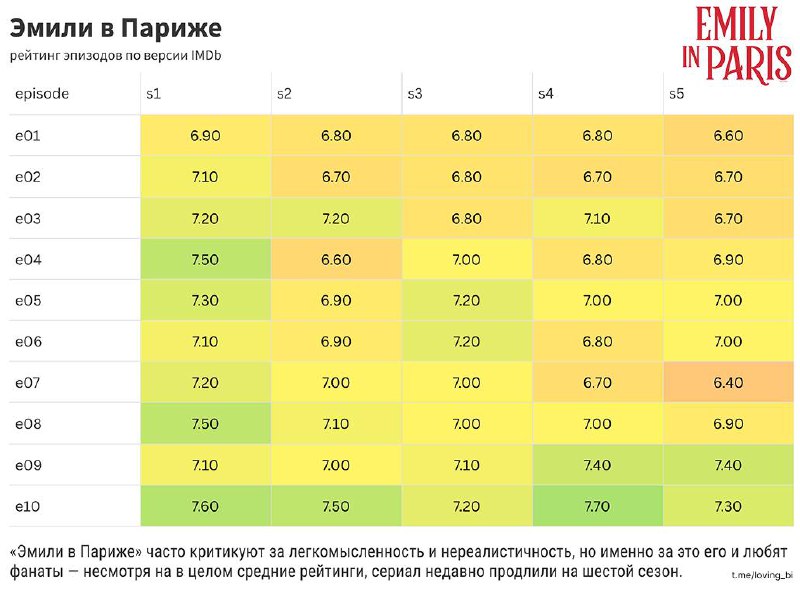 Эмили в Париже
рейтинг эпизодов по версии IMDb
EMILY
IN PARIS
episode s1 s2 s3 s4 s5
e01 6.90 6.80 6.80 6.80 6.60
e02 7.10 6.70 6.80 6.70 6.70
e03 7.20 7.20 6.80 7.10 6.70
e04 7.50 6.60 7.00 6.80 6.90
e05 7.30 6.90 7.20 7.00 7.00
e06 7.10 6.90 7.20 6.80 7.00
e07 7.20 7.00 7.00 6.70 6.40
e08 7.50 7.10 7.00 7.00 6.90
e09 7.10 7.00 7.10 7.40 7.40
e10 7.60 7.50 7.20 7.70 7.30
«Эмили в Париже» часто критикуют за легкомысленность и нереалистичность, но именно за это его и любят
фанаты — несмотря на в целом средние рейтинги, сериал недавно продлили на шестой сезон.
t.me/loving_bi